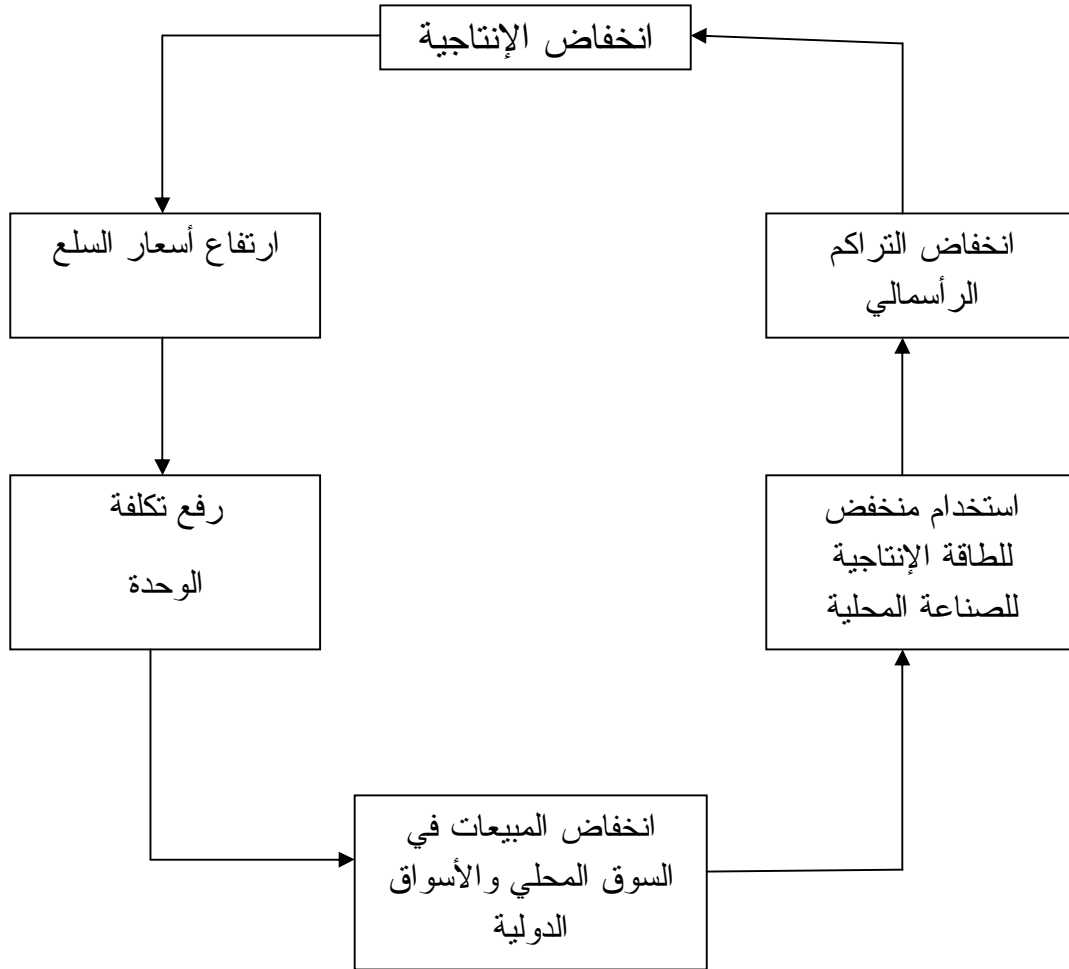 انخفاض الإنتاجية
ارتفاع أسعار السلع
انخفاض التراكم
الرأسمالي
رفع تكلفة
الوحدة
استخدام منخفض
للطاقة الإنتاجية
للصناعة المحلية
انخفاض المبيعات في
السوق المحلي والأسواق
الدولية